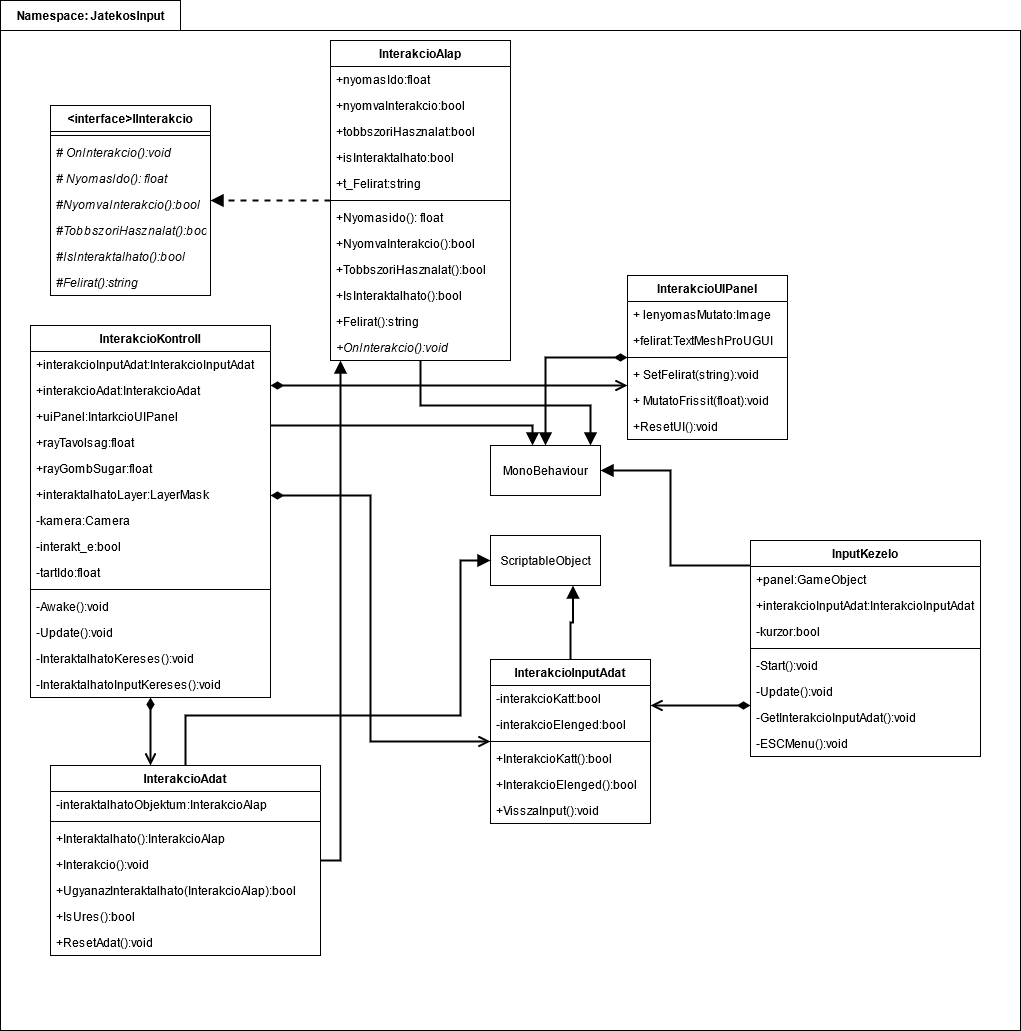 Namespace: JatekosInput
InterakcioAlap
+nyomasIdo:float
+nyomvaInterakcio:bool
+tobbszoriHasznalat:bool
+isInteraktalhato:bool
+t_Felirat:string
+Nyomasido(): float
+NyomvaInterakcio():bool
+TobbszoriHasznalat():bool
+IsInteraktalhato():bool
+Felirat():string
+OnInterakcio():void
<interface>IInterakcio
# OnInterakcio():void
# NyomasIdo(): float
#NyomvaInterakcio():bool
#TobbszoriHasznalat():boc
#IsInteraktalhato():bool
#Felirat():string
InterakcioUIPanel
+ lenyomasMutato:Image
+felirat:TextMeshProUGUI
+ SetFelirat(string):void
+ MutatoFrissit(float):void
+ResetUI():void
InterakcioKontroll
+interakcioInputAdat:InterakcioInputAdat
+interakcioAdat:InterakcioAdat
+uiPanel:IntarkcioUIPanel
+rayTavolsag:float
+rayGombSugar:float
+interaktalhatoLayer:LayerMask
-kamera:Camera
-interakt_e:bool
-tartIdo:float
-Awake():void
-Update():void
-InteraktalhatoKereses():void
-InteraktalhatoInputKereses():void
MonoBehaviour
ScriptableObject
InputKezelo
+panel:GameObject
+interakcioInputAdat:InterakcioInputAdat
-kurzor:bool
-Start():void
-Update():void
-GetInterakcioInputAdat():void
-ESCMenu():void
InterakcioInputAdat
-interakcioKatt:bool
-interakcioElenged:bool
+InterakcioKatt():bool
+InterakcioElenged():bool
+VisszaInput():void
InterakcioAdat
-interaktalhatoObjektum:InterakcioAlap
+Interaktalhato():InterakcioAlap
+Interakcio():void
+UgyanazInteraktalhato(InterakcioAlap):bool
+IsUres():bool
+ResetAdat():void